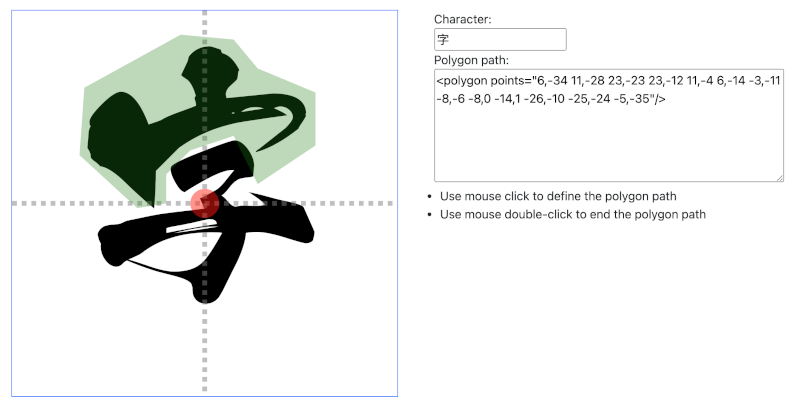 字
Character:
字
Polygon path:
<polygon points="6,-34 11,-28 23,-23 23,-12 11,-4 6,-14 -3,-11
-8,-6 -8,0 -14,1 -26,-10 -25,-24 -5,-35"/>
• Use mouse click to define the polygon path
• Use mouse double-click to end the polygon path